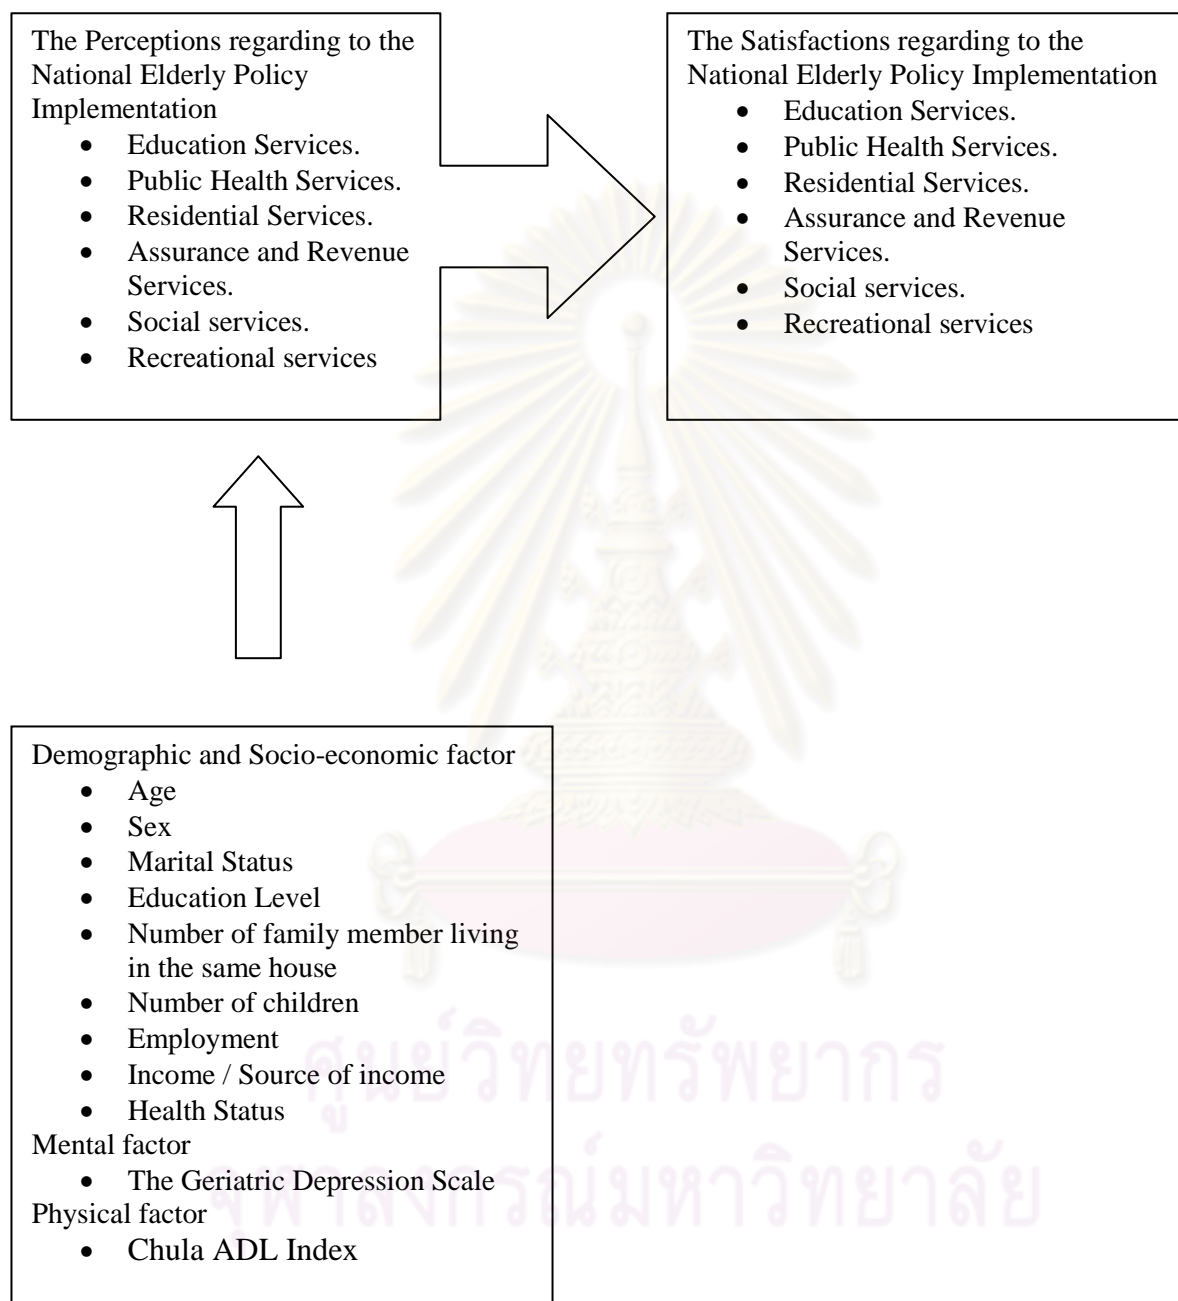 The Perceptions regarding to the
National Elderly Policy
Implementation
• Education Services.
• Public Health Services.
• Residential Services.
• Assurance and Revenue
Services.
• Social services.
• Recreational services
The Satisfactions regarding to the
National Elderly Policy Implementation
• Education Services.
• Public Health Services.
• Residential Services.
• Assurance and Revenue
Services.
• Social services.
• Recreational services
Demographic and Socio-economic factor
• Age
• Sex
• Marital Status
• Education Level
• Number of family member living
in the same house
• Number of children
• Employment
• Income / Source of income
• Health Status
Mental factor
• The Geriatric Depression Scale
Physical factor
• Chula ADL Index
ศูนย์วิทยทรัพยากร
จุฬาลงกรณ์มหาวิทยาลัย